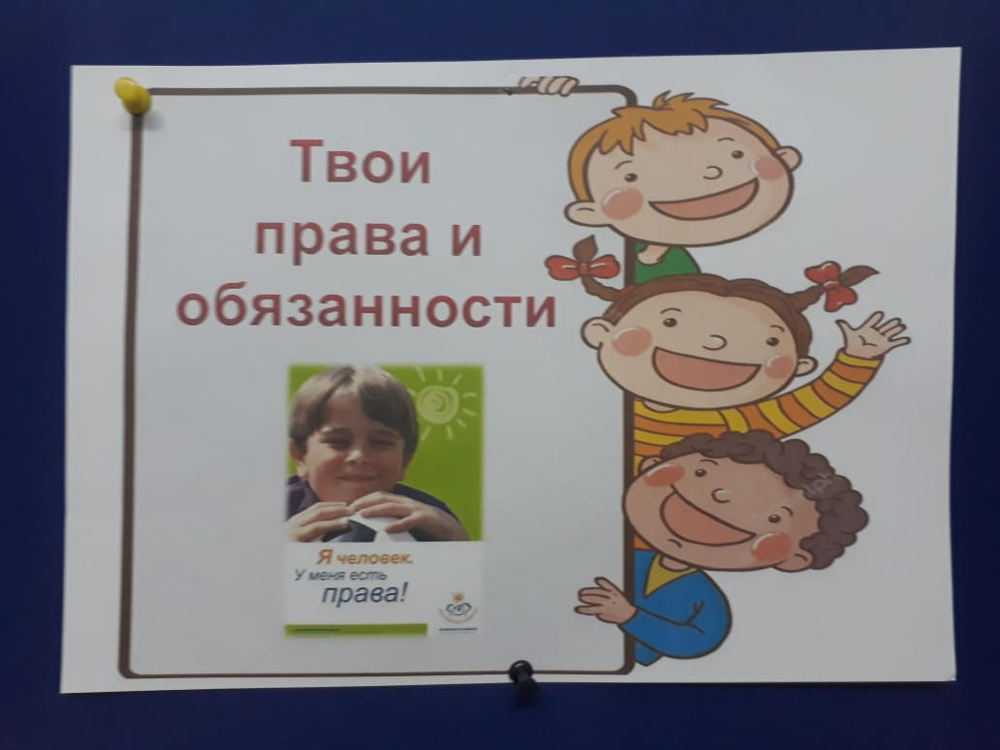 Твои
права и
обязанности
Я человек.
У меня есть
права!